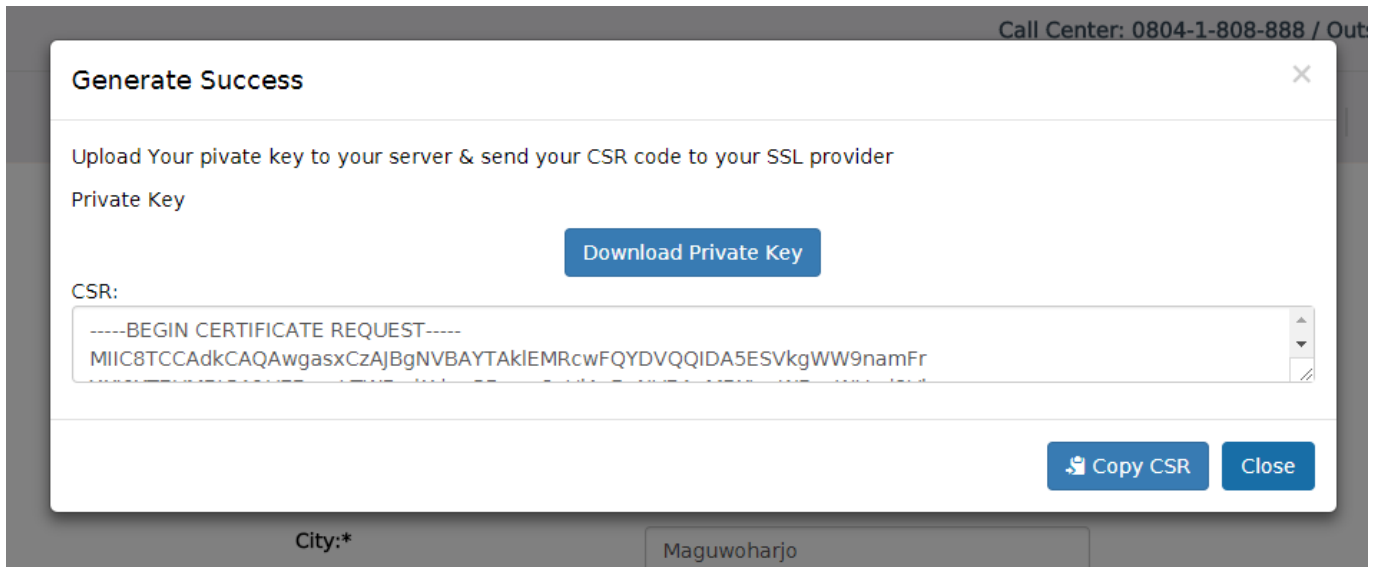 Call Center: 0804-1-808-888 / Outs
Generate Success
×
Upload Your pivate key to your server & send your CSR code to your SSL provider
Private Key
Download Private Key
CSR:
-----BEGIN CERTIFICATE REQUEST-----
MIIC8TCCAdkCAQAwgasxCzAJBgNVBAYTAklEMRcwFQYDVQQIDA5ESVkgWW9namFr
Copy CSR
Close
City:*
Maguwoharjo